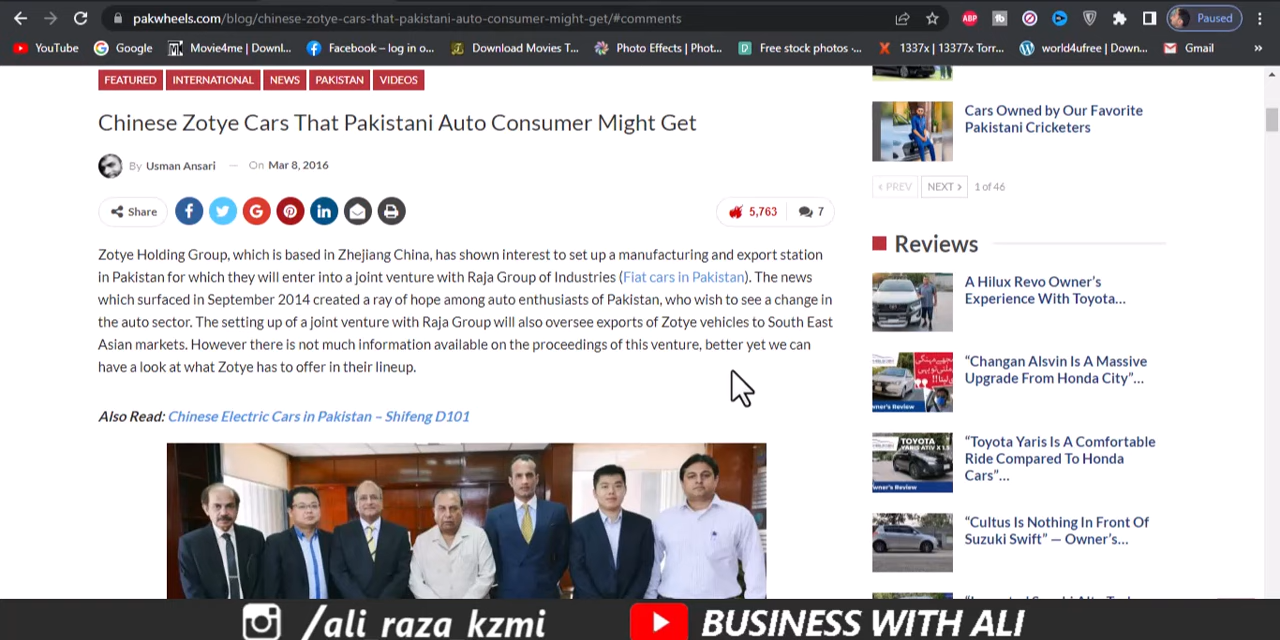 pakwheels.com/blog/chinese-zotye-cars-that-pakistani-auto-consumer-might-get/#comments
ABP
Paused
YouTube
Google
Movie4me | Downl...
Facebook – log in o...
Download Movies T...
Photo Effects | Phot...
Free stock photos -...
1337x | 13377x Torr...
world4ufree | Down...
Gmail
»
FEATURED INTERNATIONAL NEWS PAKISTAN VIDEOS
Chinese Zotye Cars That Pakistani Auto Consumer Might Get
By Usman Ansari — On Mar 8, 2016
Share
5,763
7
Zotye Holding Group, which is based in Zhejiang China, has shown interest to set up a manufacturing and export station
in Pakistan for which they will enter into a joint venture with Raja Group of Industries (Fiat cars in Pakistan). The news
which surfaced in September 2014 created a ray of hope among auto enthusiasts of Pakistan, who wish to see a change in
the auto sector. The setting up of a joint venture with Raja Group will also oversee exports of Zotye vehicles to South East
Asian markets. However there is not much information available on the proceedings of this venture, better yet we can
have a look at what Zotye has to offer in their lineup.
Also Read: Chinese Electric Cars in Pakistan – Shifeng D101
Cars Owned by Our Favorite
Pakistani Cricketers
‹ PREV
NEXT ›
1 of 46
Reviews
A Hilux Revo Owner’s
Experience With Toyota...
“Changan Alsvin Is A Massive
Upgrade From Honda City”...
TOYOTA
YARIS ATIV X1.5
“Toyota Yaris Is A Comfortable
Ride Compared To Honda
Cars”...
“Cultus Is Nothing In Front Of
Suzuki Swift” — Owner’s...
/ali raza kzmi
BUSINESS WITH ALI